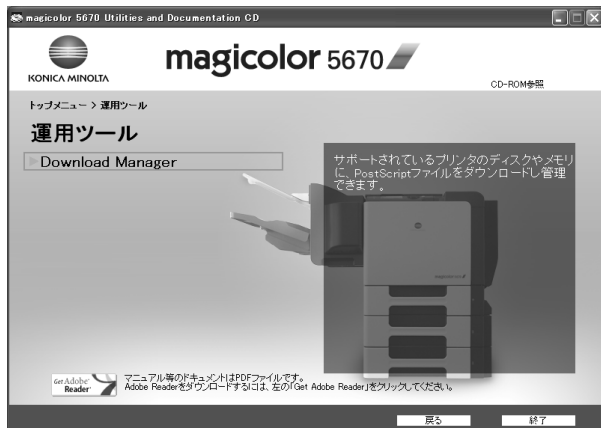 magicolor 5670 Utilities and Documentation CD
KONICA MINOLTA
magicolor 5670
CD-ROM参照
トップメニュー > 運用ツール
運用ツール
Download Manager
サポートされているプリンタのディスクやメモリ
に、PostScriptファイルをダウンロードし管理
できます。
Get Adobe
Reader
マニュアル等のドキュメントはPDFファイルです。
Adobe Readerをダウンロードするには、左の「Get Adobe Reader」をクリックしてください。
戻る
終了